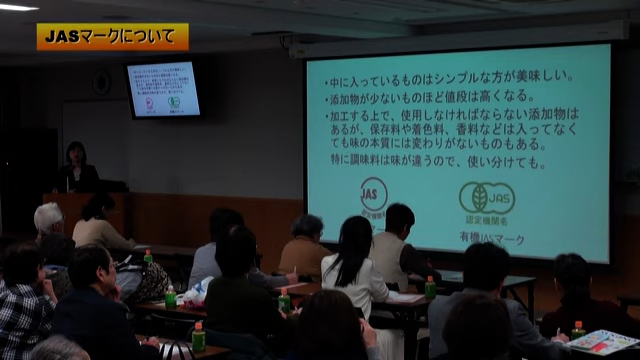 JASマークについて
・中に入っているものはシンプルな方が美味しい。
・添加物が少ないものほど値段は高くなる。
・加工する上で、使用しなければならない添加物は
あるが、保存料や着色料、香料などは入ってなく
ても味の本質には変わりがないものもある。
特に調味料は味が違うので、使い分けても。
JAS
認定機関名
JAS
認定機関名
有機JASマーク